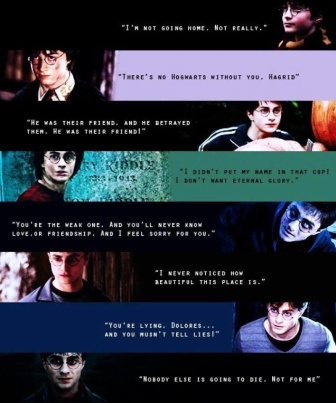 "I'm not going home. Not really."
"There's no Hogwarts without you, Hagrid"
"He was their friend, and he betrayed
them. He was their friend!"
RY RIDDLE
"I didn't put my name in that cup!
I don't want eternal glory."
"You're the weak one. And you'll never know
love,or friendship. And I feel sorry for you."
"I never noticed how
beautiful this place is."
"You're lying, Dolores...
and you musn't tell lies!"
"Nobody else is going to die. Not for me"